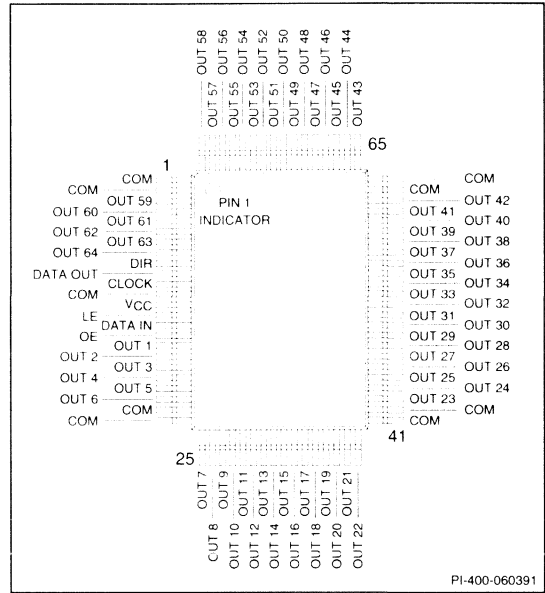 OUT 58
OUT 57
OUT 56
OUT 55
OUT 54
OUT 53
OUT 52
OUT 51
OUT 50
OUT 49
OUT 48
OUT 47
OUT 46
OUT 45
OUT 44
OUT 43
1
65
PIN 1
INDICATOR
COM
COM
OUT 59
OUT 60
OUT 61
OUT 62
OUT 63
OUT 64
DIR
DATA OUT
CLOCK
COM
VCC
LE
DATA IN
OE
OUT 1
OUT 2
OUT 3
OUT 4
OUT 5
OUT 6
COM
COM
COM
COM
OUT 42
OUT 41
OUT 40
OUT 39
OUT 38
OUT 37
OUT 36
OUT 35
OUT 34
OUT 33
OUT 32
OUT 31
OUT 30
OUT 29
OUT 28
OUT 27
OUT 26
OUT 25
OUT 24
OUT 23
COM
COM
25
41
OUT 7
OUT 8
OUT 9
OUT 10
OUT 11
OUT 12
OUT 13
OUT 14
OUT 15
OUT 16
OUT 17
OUT 18
OUT 19
OUT 20
OUT 21
OUT 22
PI-400-060391